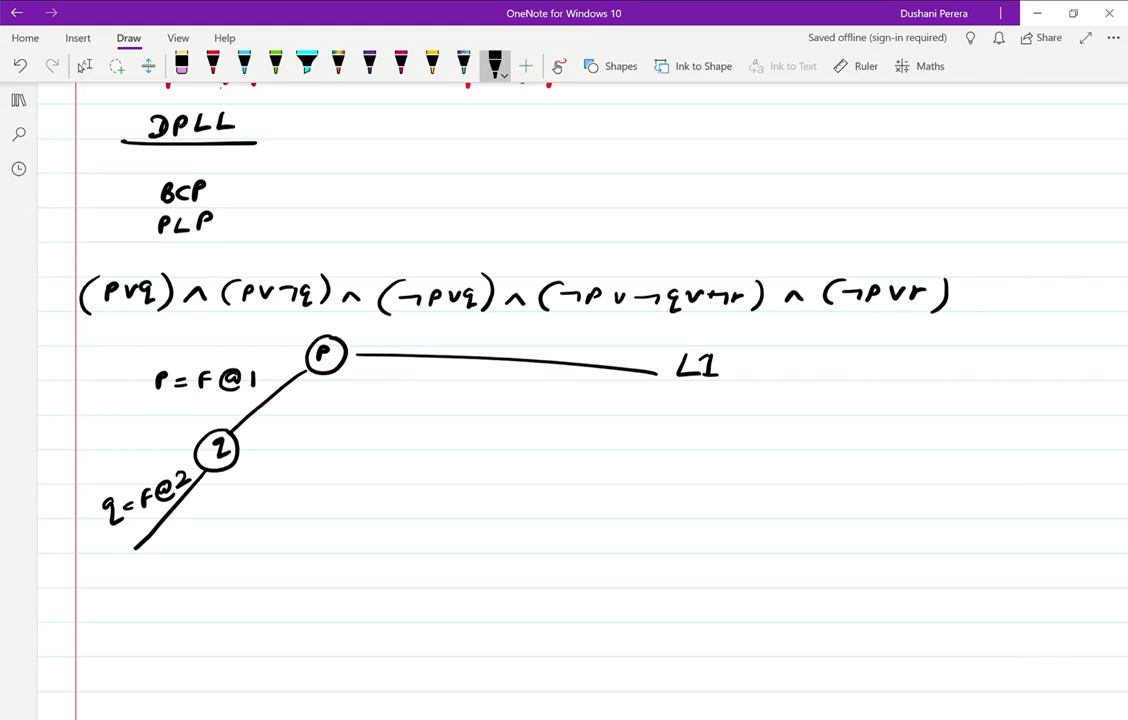 OneNote for Windows 10
Dushani Perera
Home Insert Draw View Help
Saved offline (sign-in required)
Share
Shapes
Ink to Shape
Ink to Text
Ruler
Maths
DPLL
BCP
PLP
(p∨q) ∧ (p∨¬q) ∧ (¬p∨q) ∧ (¬p∨¬q∨¬r) ∧ (¬p∨r)
P
L1
P = F @ 1
2
q = F@2